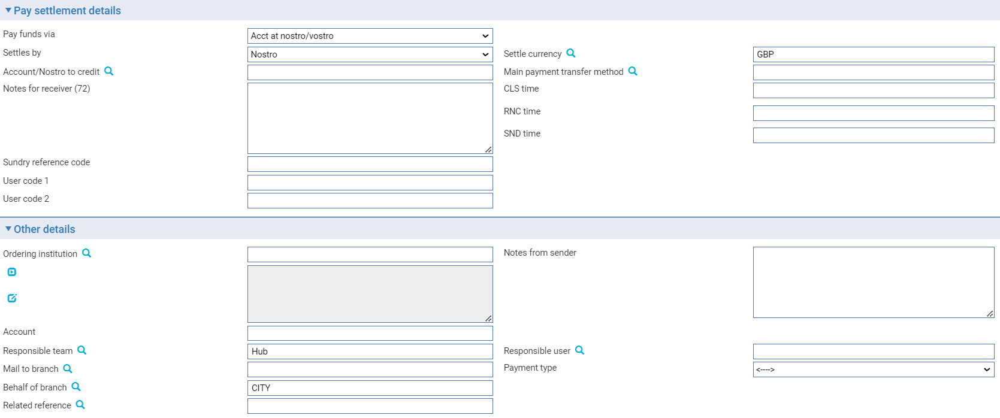 Pay settlement details
Pay funds via Acct at nostro/vostro
Settles by Nostro Settle currency GBP
Account/Nostro to credit Main payment transfer method
Notes for receiver (72) CLS time
RNC time
SND time
Sundry reference code
User code 1
User code 2
Other details
Ordering institution Notes from sender
Account
Responsible team Hub Responsible user
Mail to branch Payment type <---->
Behalf of branch CITY
Related reference